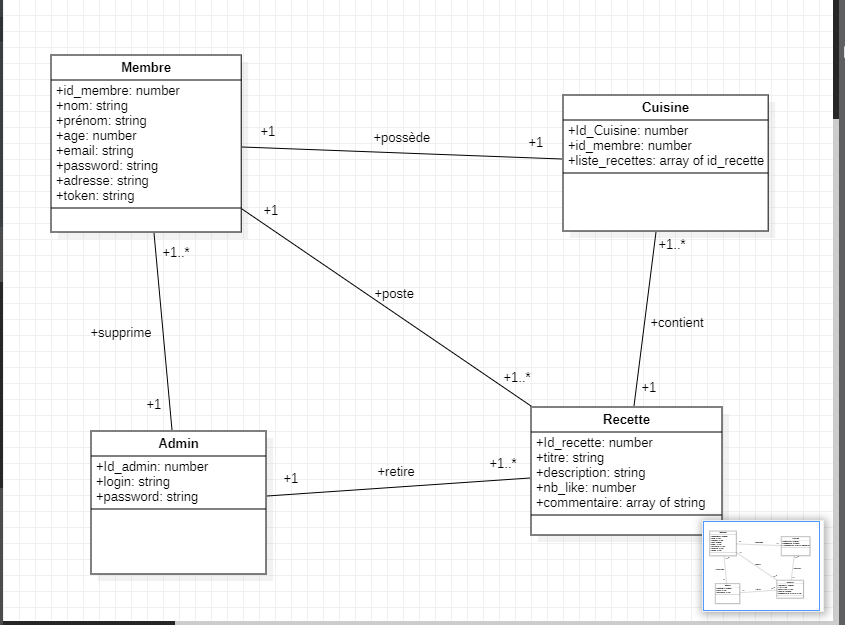 Membre
+id_membre: number
+nom: string
+prénom: string
+age: number
+email: string
+password: string
+adresse: string
+token: string
Cuisine
+Id_Cuisine: number
+id_membre: number
+liste_recettes: array of id_recette
+1
+possède
+1
+1
+poste
+1..*
+1..*
+supprime
+1
+1..*
+contient
+1
Admin
+Id_admin: number
+login: string
+password: string
+1
+retire
+1..*
Recette
+Id_recette: number
+titre: string
+description: string
+nb_like: number
+commentaire: array of string